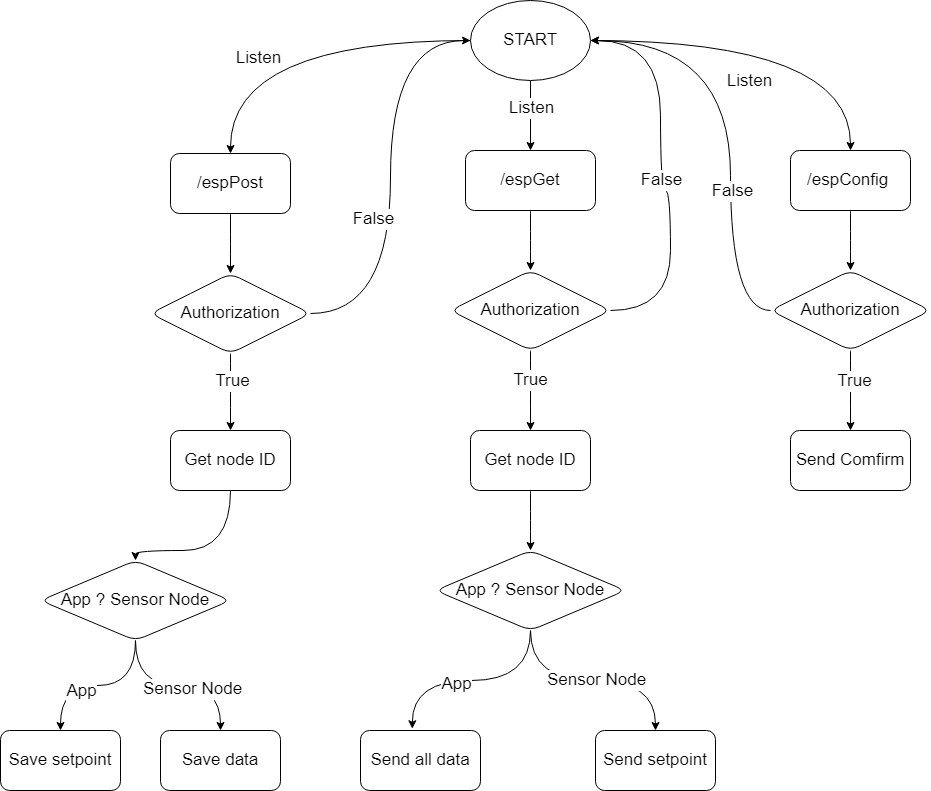 START
Listen
Listen
Listen
/espPost
/espGet
/espConfig
False
False
False
Authorization
Authorization
Authorization
True
True
True
Get node ID
Get node ID
Send Comfirm
App ? Sensor Node
App ? Sensor Node
App
Sensor Node
App
Sensor Node
Save setpoint
Save data
Send all data
Send setpoint